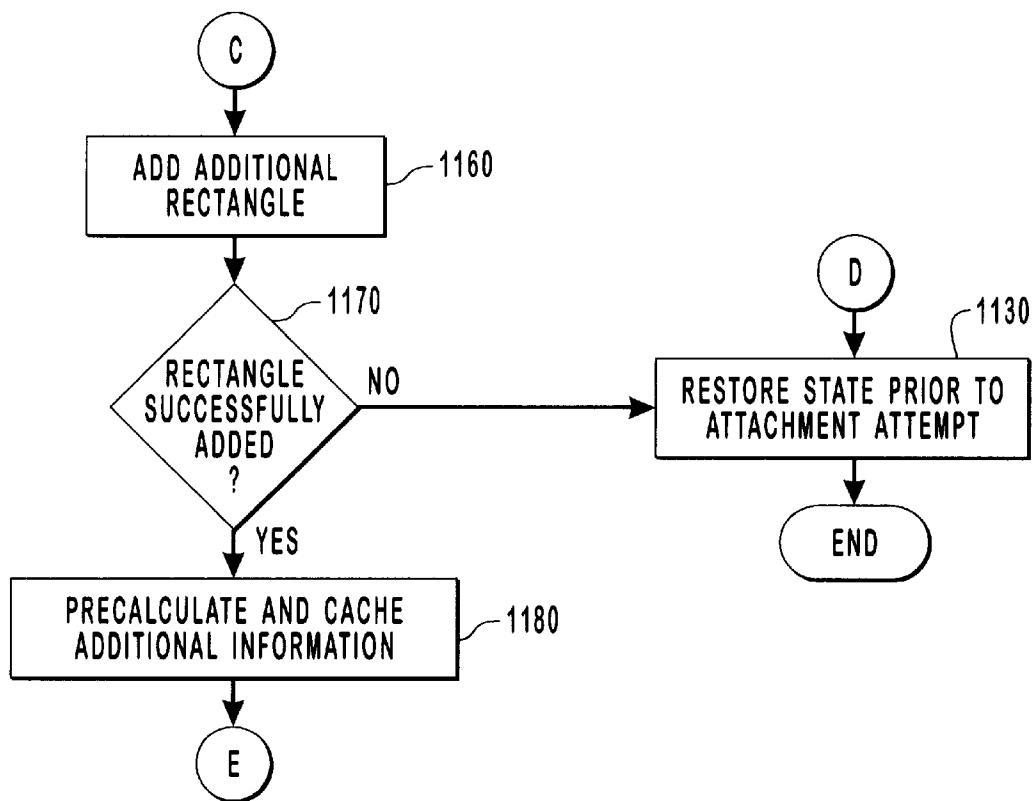 C
ADD ADDITIONAL
RECTANGLE
1160
1170
RECTANGLE
SUCCESSFULLY
ADDED
?
NO
YES
PRECALCULATE AND CACHE
ADDITIONAL INFORMATION
1180
E
D
1130
RESTORE STATE PRIOR TO
ATTACHMENT ATTEMPT
END